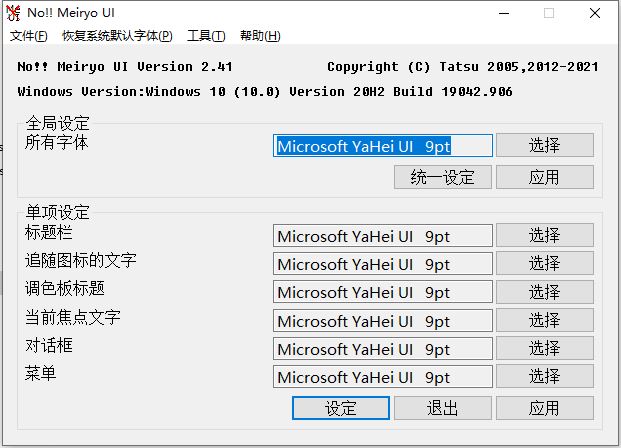 No!! Meiryo UI
文件(F) 恢复系统默认字体(P) 工具(T) 帮助(H)
No!! Meiryo UI Version 2.41 Copyright (C) Tatsu 2005,2012-2021
Windows Version:Windows 10 (10.0) Version 20H2 Build 19042.906
全局设定
所有字体 Microsoft YaHei UI 9pt 选择
统一设定 应用
单项设定
标题栏 Microsoft YaHei UI 9pt 选择
追随图标的文字 Microsoft YaHei UI 9pt 选择
调色板标题 Microsoft YaHei UI 9pt 选择
当前焦点文字 Microsoft YaHei UI 9pt 选择
对话框 Microsoft YaHei UI 9pt 选择
菜单 Microsoft YaHei UI 9pt 选择
设定 退出 应用